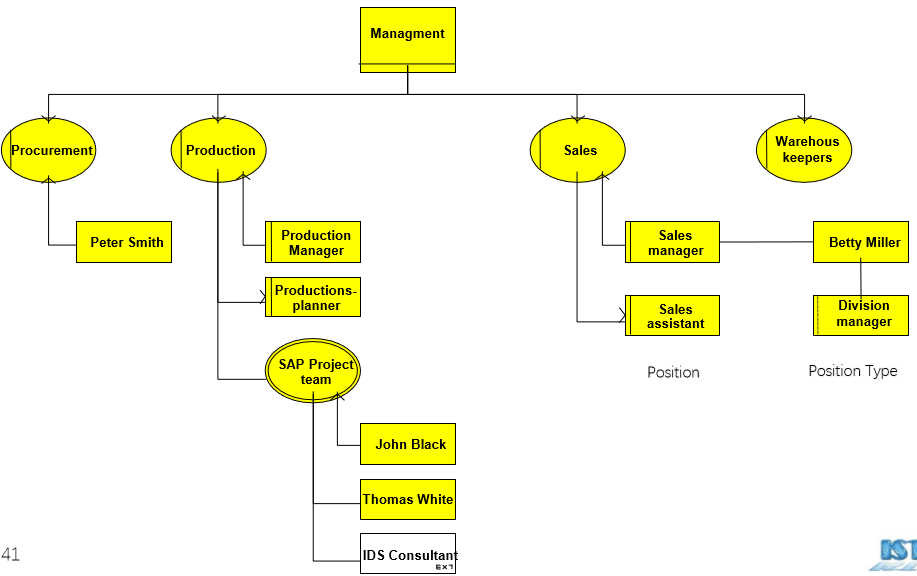 Managment
Procurement
Production
Sales
Warehous
keepers
Peter Smith
Production
Manager
Sales
manager
Betty Miller
Productions-
planner
Sales
assistant
Division
manager
SAP Project
team
Position
Position Type
John Black
Thomas White
IDS Consultant
EXT
41
IST